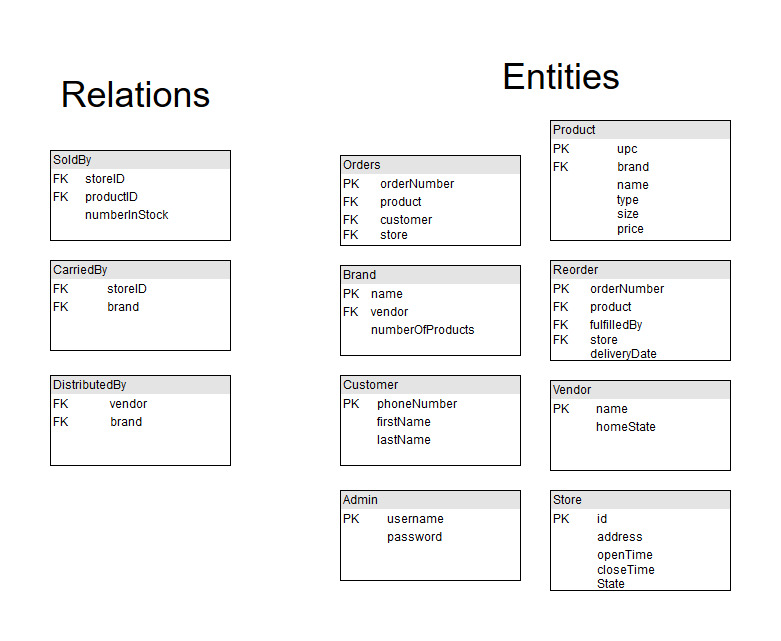 Relations
SoldBy
FK storeID
FK productID
numberInStock
CarriedBy
FK storeID
FK brand
DistributedBy
FK vendor
FK brand
Entities
Orders
PK orderNumber
FK product
FK customer
FK store
Brand
PK name
FK vendor
numberOfProducts
Customer
PK phoneNumber
firstName
lastName
Admin
PK username
password
Product
PK upc
FK brand
name
type
size
price
Reorder
PK orderNumber
FK product
FK fulfilledBy
FK store
deliveryDate
Vendor
PK name
homeState
Store
PK id
address
openTime
closeTime
State